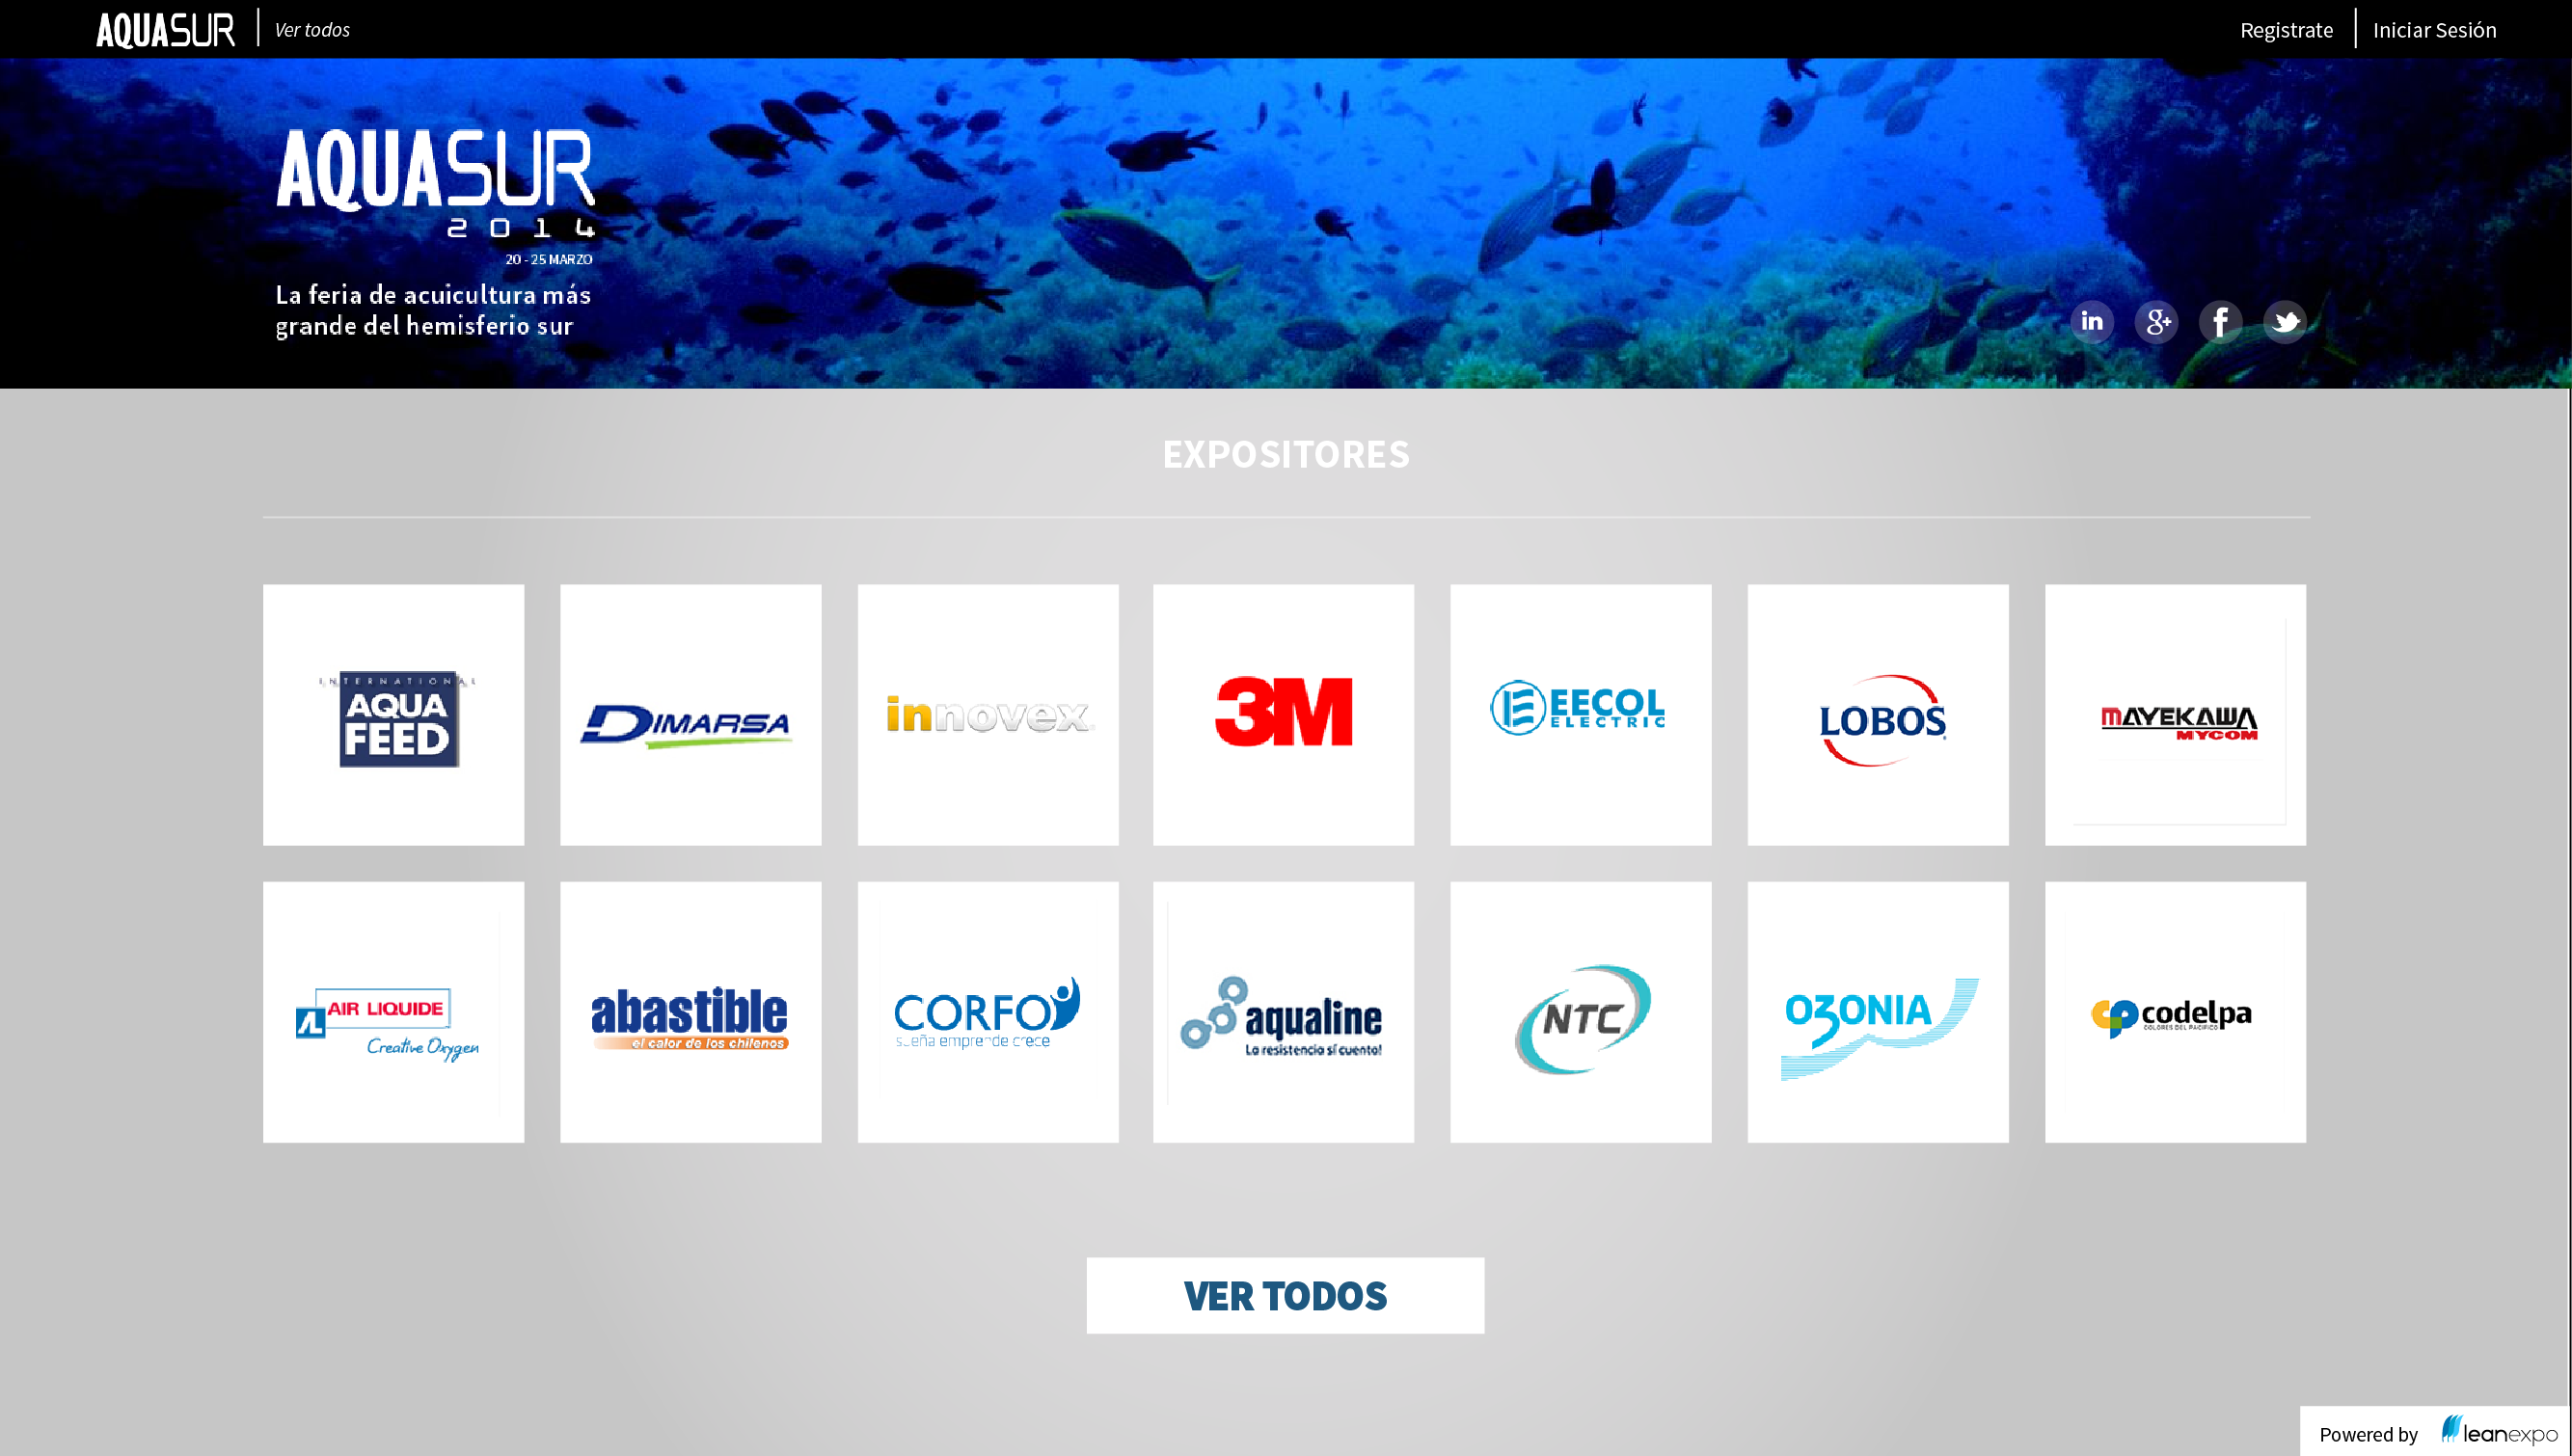 AQUASUR
Ver todos
Registrate
Iniciar Sesión
AQUASUR
2014
20 - 25 MARZO
La feria de acuicultura más
grande del hemisferio sur
in
g+
f
EXPOSITORES
INTERNATIONAL
AQUA
FEED
DIMARSA
innovex
3M
EECOL
ELECTRIC
LOBOS
MAYEKAWA
MYCOM
AIR LIQUIDE
AL
Creative Oxygen
abastible
el calor de los chilenos
CORFO
sueña emprende crece
aqualine
La resistencia sí cuenta!
NTC
O3ONIA
codelpa
COLORES DEL PACIFICO
VER TODOS
Powered by leanexpo